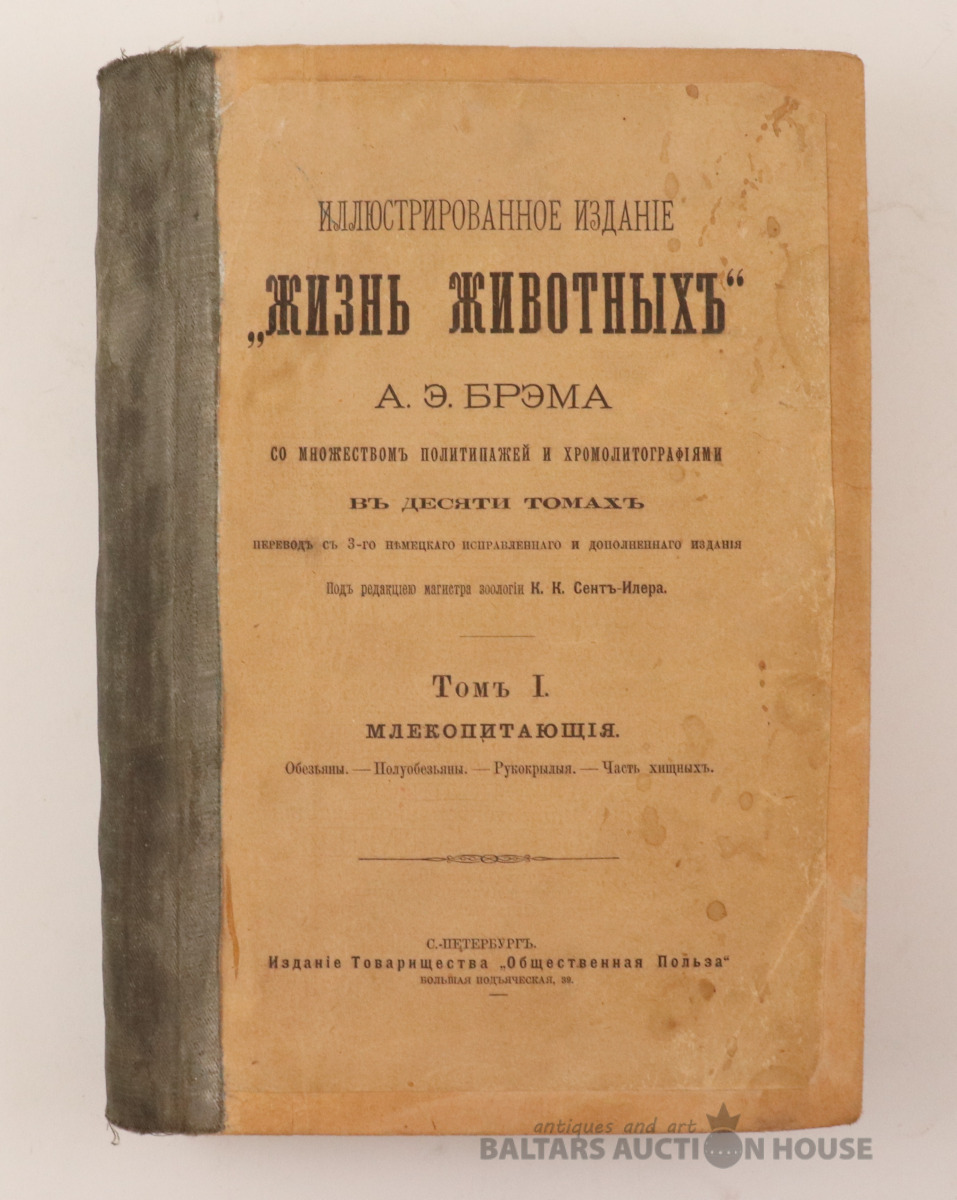 ИЛЛЮСТРИРОВАННОЕ ИЗДАНІЕ
„ЖИЗНЬ ЖИВОТНЫХЪ“
А. Э. БРЭМА
СО МНОЖЕСТВОМЪ ПОЛИТИПАЖЕЙ И ХРОМОЛИТОГРАФІЯМИ
ВЪ ДЕСЯТИ ТОМАХЪ
ПЕРЕВОДЪ СЪ 3-ГО НѢМЕЦКАГО ИСПРАВЛЕННАГО И ДОПОЛНЕННАГО ИЗДАНІЯ
Подъ редакціею магистра зоологіи К. К. Сентъ-Илера.
Томъ I.
МЛЕКОПИТАЮЩІЯ.
Обезьяны. — Полуобезьяны. — Рукокрылыя. — Часть хищныхъ.
С.-ПЕТЕРБУРГЪ.
Изданіе Товарищества „Общественная Польза“
БОЛЬШАЯ ПОДЪЯЧЕСКАЯ, 39.
antiques and art
BALTARS AUCTION HOUSE